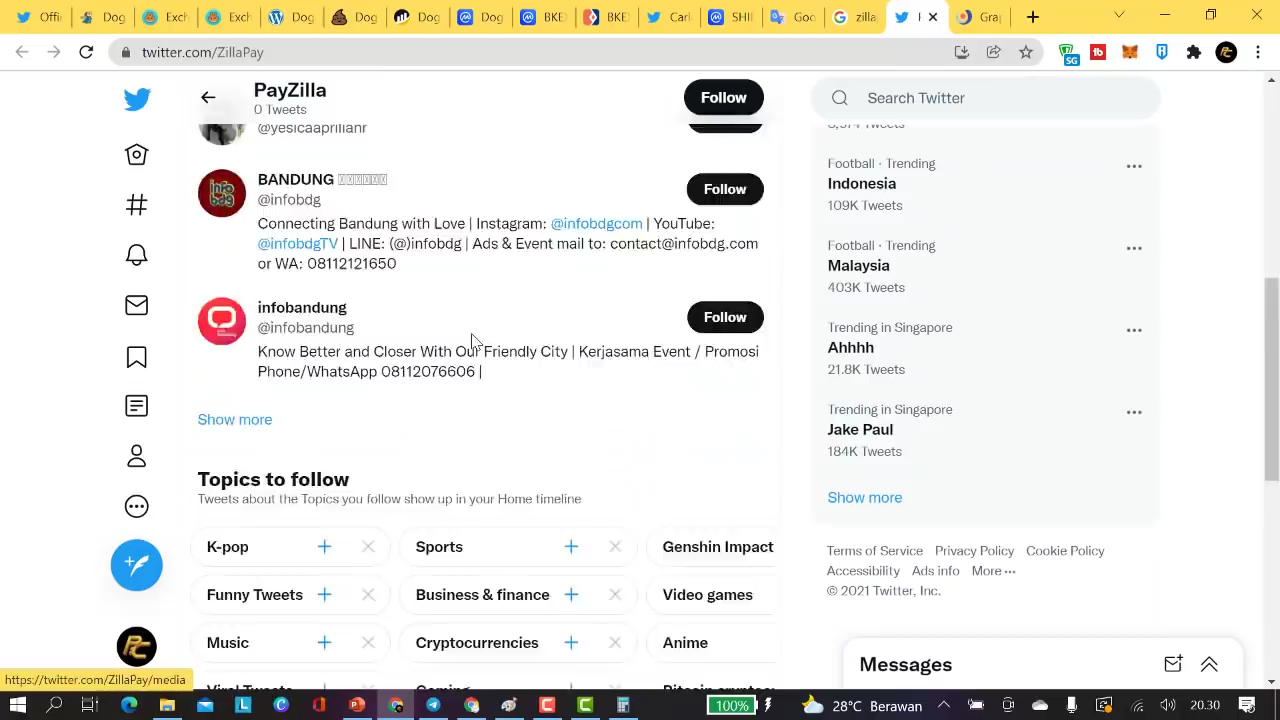 Offi
Ekch
WaZ
Dog
Dog
Dog
BKE
BKE
Carl
SHI
Goo
zilla
F
Gra
twitter.com/ZillaPay
SG
PayZilla
0 Tweets
Follow
Search Twitter
@yesicaaprilianr
BANDUNG
Follow
@infobdg
Connecting Bandung with Love | Instagram: @infobdgcom | YouTube:
@infobdgTV | LINE: (@)infobdg | Ads & Event mail to: contact@infobdg.com
or WA: 08112121650
infobandung
Follow
@infobandung
Know Better and Closer With Our Friendly City | Kerjasama Event / Promosi
Phone/WhatsApp 08112076606 |
Show more
Topics to follow
Tweets about the Topics you follow show up in your Home timeline
K-pop
Sports
Genshin Impact
Funny Tweets
Business & finance
Video games
Music
Cryptocurrencies
Anime
Viral Tweets
Gaming
Football · Trending
Indonesia
109K Tweets
Football · Trending
Malaysia
403K Tweets
Trending in Singapore
Ahhhh
21.8K Tweets
Trending in Singapore
Jake Paul
184K Tweets
Show more
Terms of Service Privacy Policy Cookie Policy
Accessibility Ads info More
© 2021 Twitter, Inc.
Messages
https://twitter.com/ZillaPay/media
100%
28°C Berawan
20.30